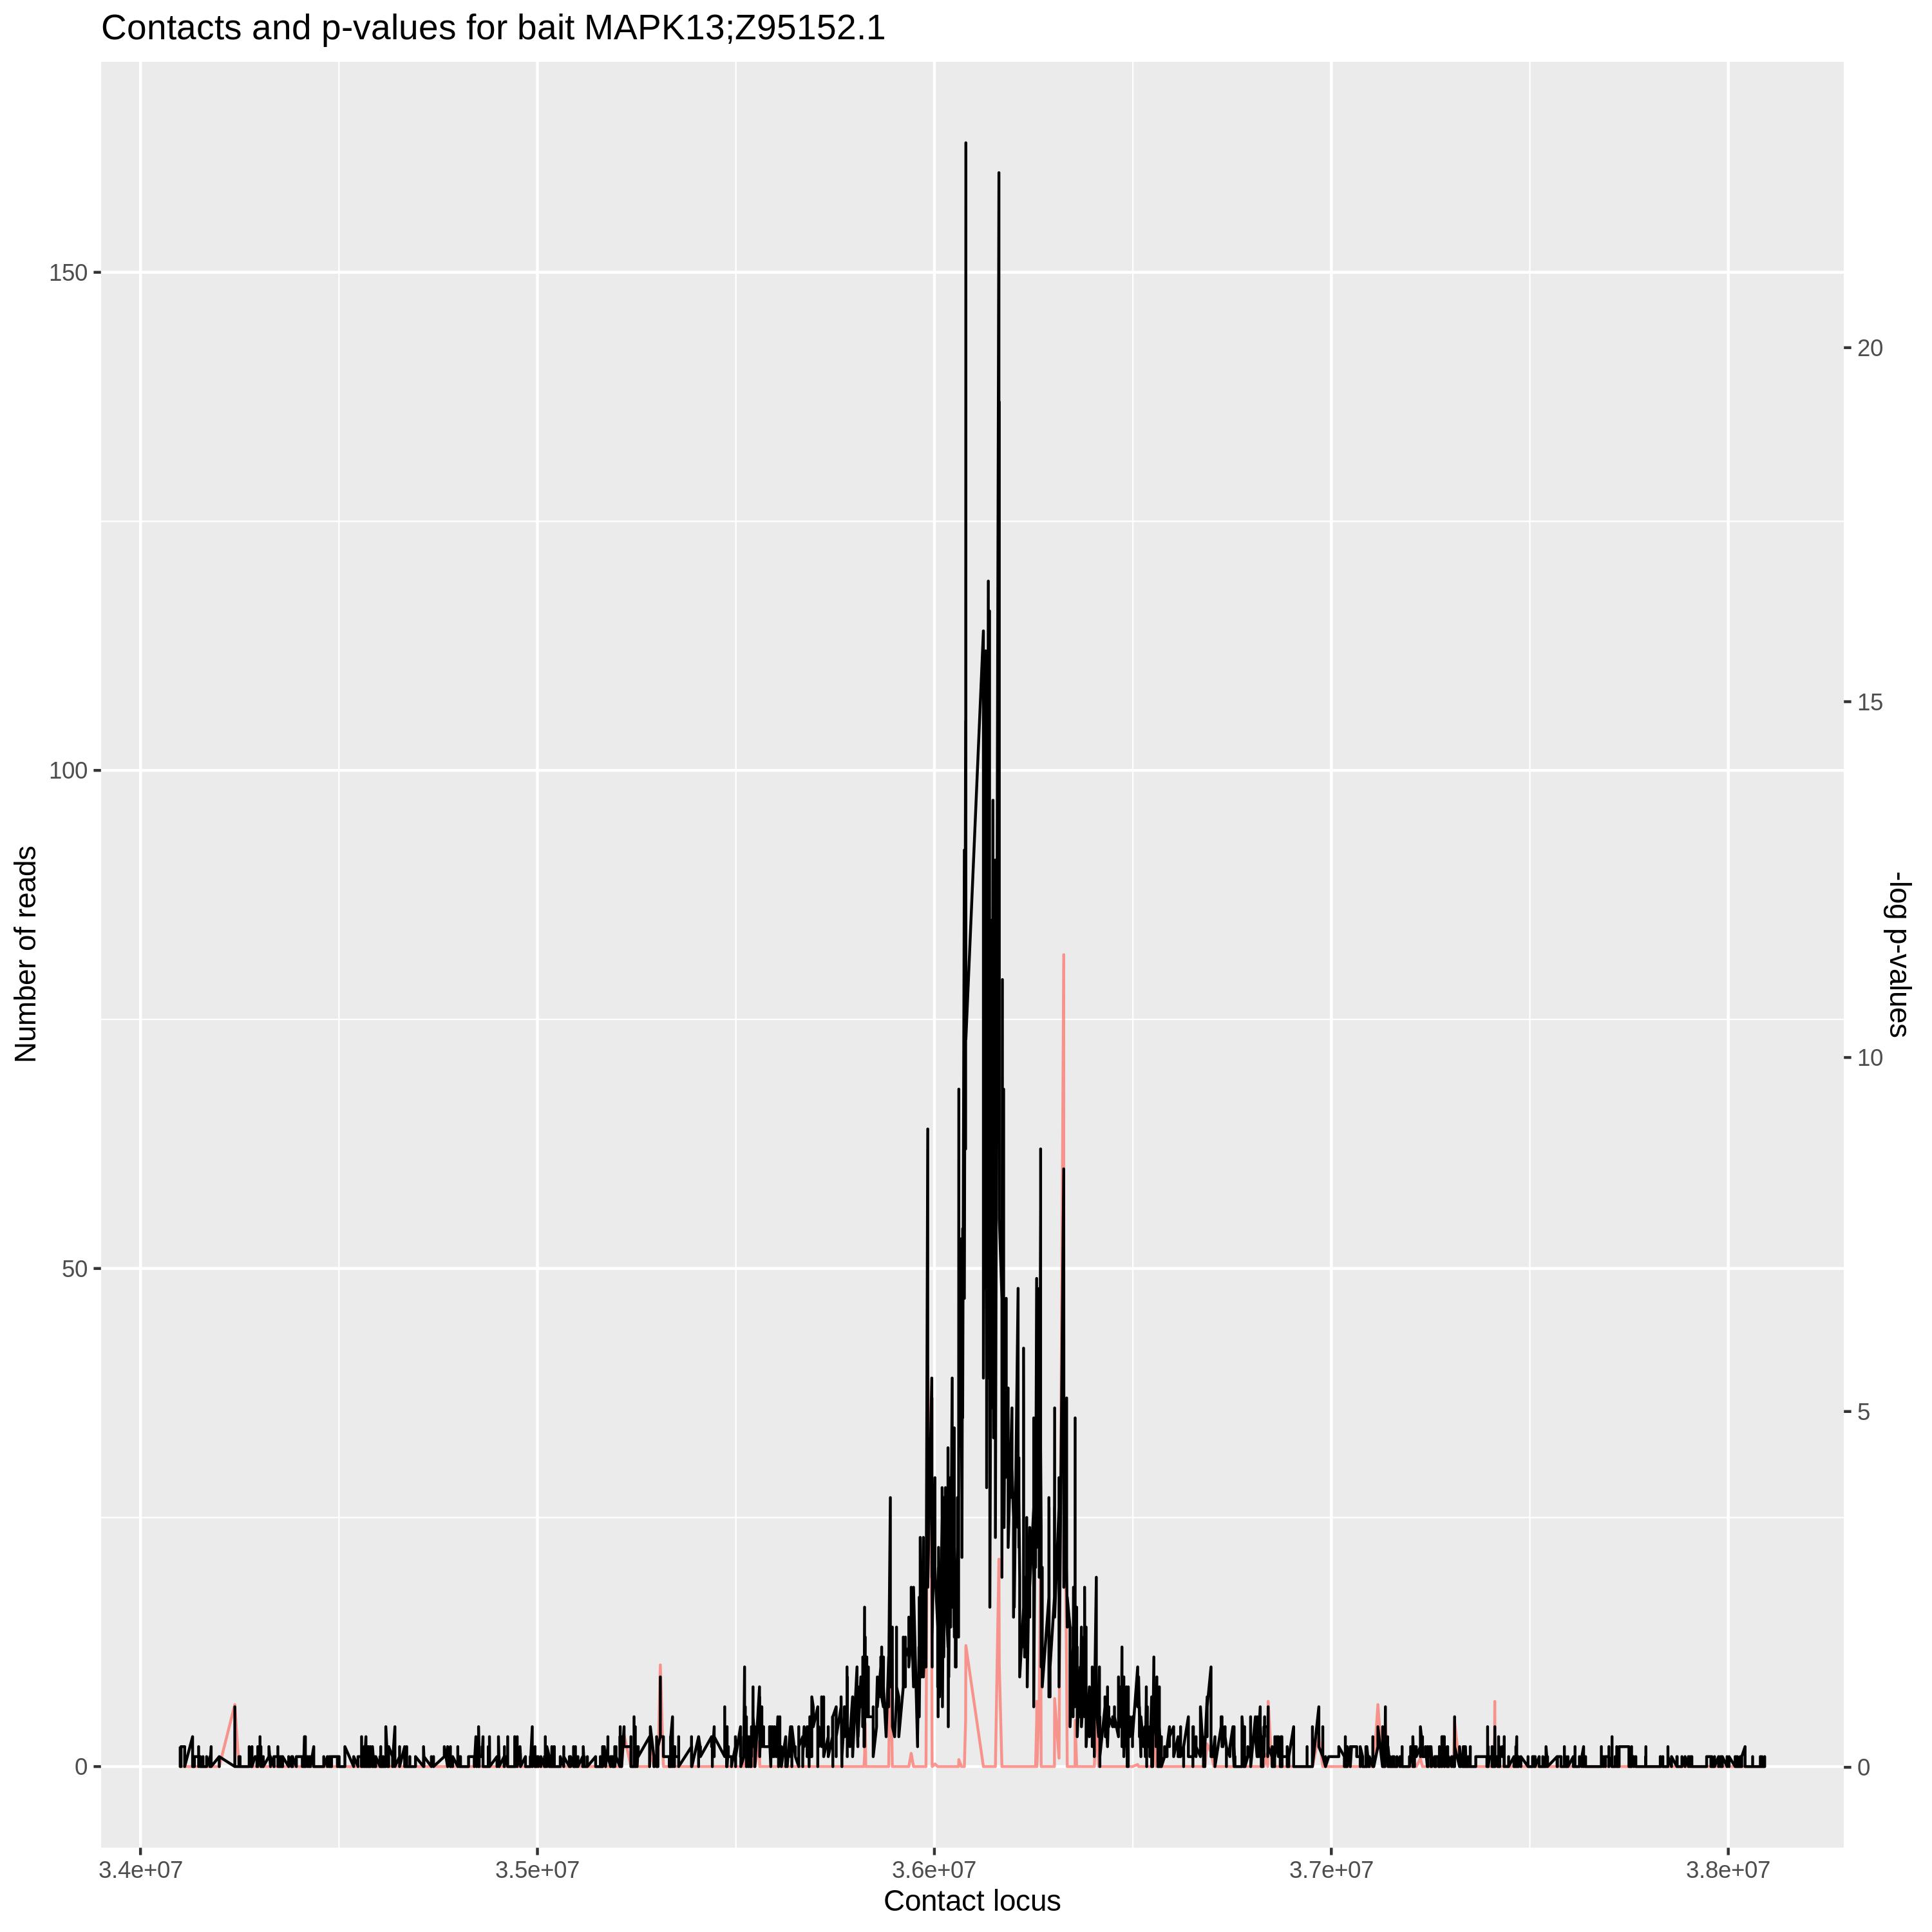 Contacts and p-values for bait MAPK13;Z95152.1
150
100
50
0
Number of reads
20
15
10
5
0
-log p-values
3.4e+07 3.5e+07 3.6e+07 3.7e+07 3.8e+07
Contact locus